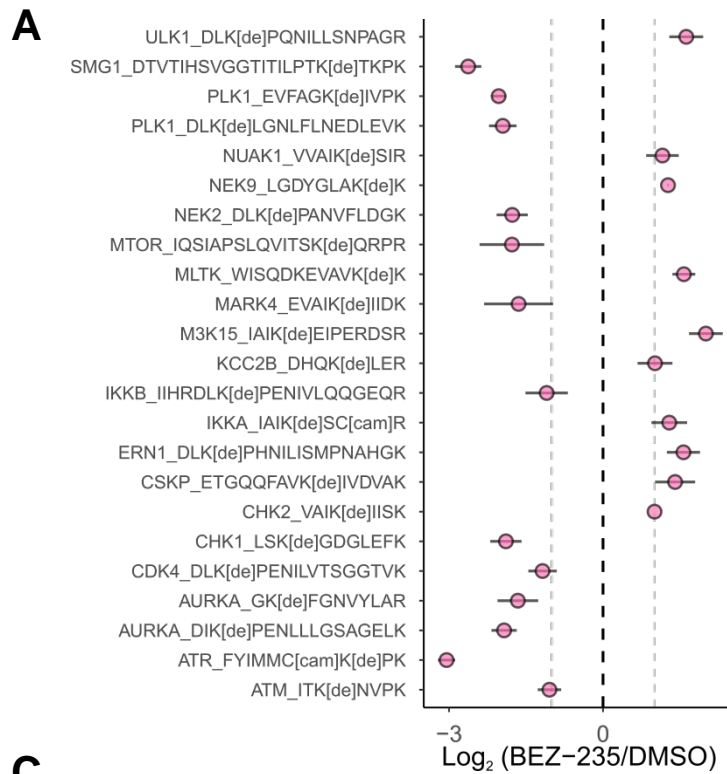 A
ULK1_DLK[de]PQNILLSNPAGR
SMG1_DTVTIHSVGGTITILPTK[de]TKPK
PLK1_EVFAGK[de]IVPK
PLK1_DLK[de]LGNLFLNEDLEVK
NUAK1_VVAIK[de]SIR
NEK9_LGDYGLAK[de]K
NEK2_DLK[de]PANVFLDGK
MTOR_IQSIAPSLQVITSK[de]QRPR
MLTK_WISQDKEVAVK[de]K
MARK4_EVAIK[de]IIDK
M3K15_IAIK[de]EIPERDSR
KCC2B_DHQK[de]LER
IKKB_IIHRDLK[de]PENIVLQQGEQR
IKKA_IAIK[de]SC[cam]R
ERN1_DLK[de]PHNILISMPNAHGK
CSKP_ETGQQFAVK[de]IVDVAK
CHK2_VAIK[de]IISK
CHK1_LSK[de]GDGLEFK
CDK4_DLK[de]PENILVTSGGTVK
AURKA_GK[de]FGNVYLAR
AURKA_DIK[de]PENLLLGSAGELK
ATR_FYIMMC[cam]K[de]PK
ATM_ITK[de]NVPK
−3 0
Log₂ (BEZ−235/DMSO)
C